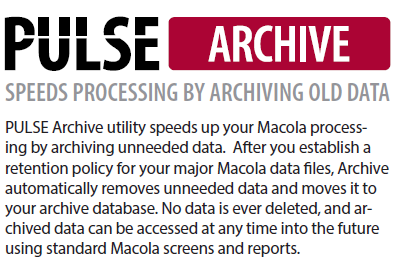 PULSE ARCHIVE
SPEEDS PROCESSING BY ARCHIVING OLD DATA
PULSE Archive utility speeds up your Macola process-
ing by archiving unneeded data.  After you establish a
retention policy for your major Macola data files, Archive
automatically removes unneeded data and moves it to
your archive database. No data is ever deleted, and ar-
chived data can be accessed at any time into the future
using standard Macola screens and reports.